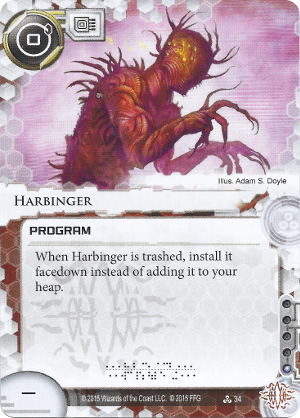 0
Illus. Adam S. Doyle
HARBINGER
PROGRAM
When Harbinger is trashed, install it
facedown instead of adding it to your
heap.
–
© 2015 Wizards of the Coast LLC. © 2015 FFG
34